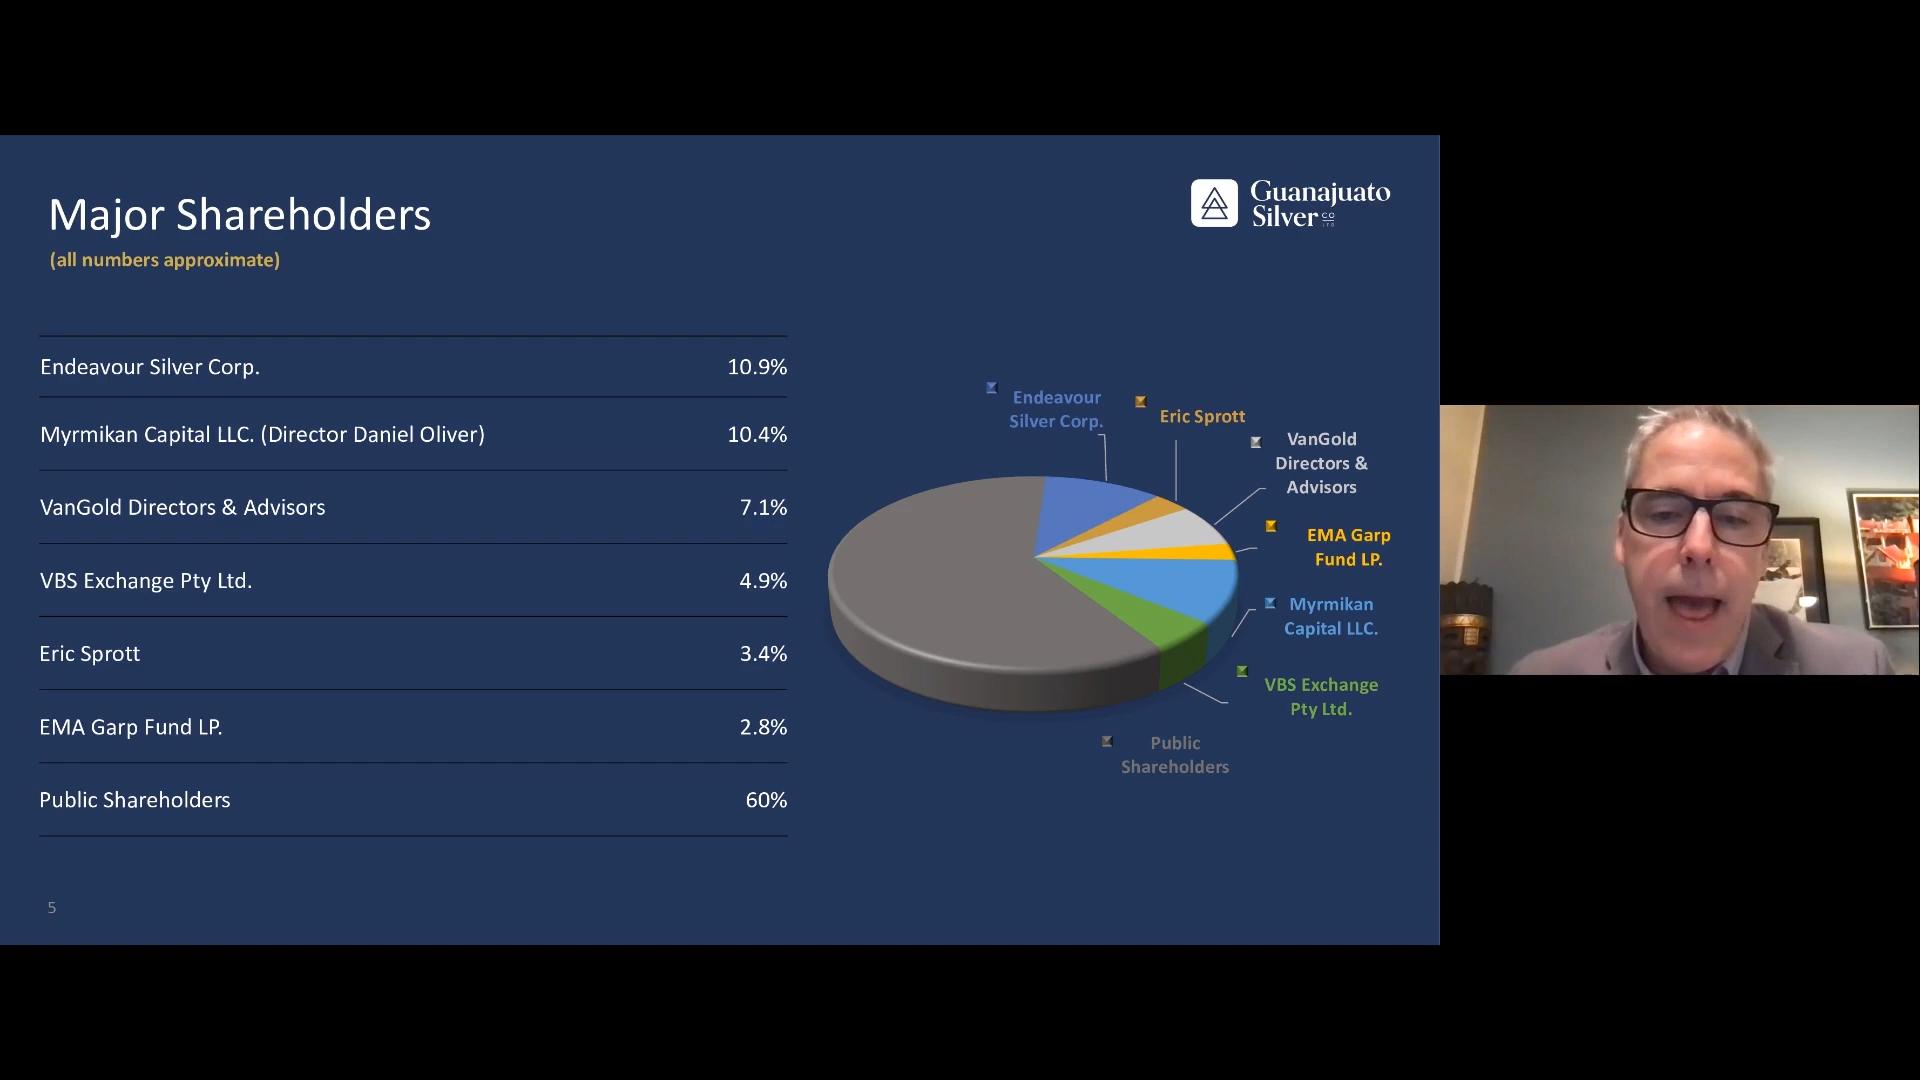 Guanajuato
Silver CO
LTD
Major Shareholders
(all numbers approximate)
Endeavour Silver Corp. 10.9%
Myrmikan Capital LLC. (Director Daniel Oliver) 10.4%
VanGold Directors & Advisors 7.1%
VBS Exchange Pty Ltd. 4.9%
Eric Sprott 3.4%
EMA Garp Fund LP. 2.8%
Public Shareholders 60%
Endeavour
Silver Corp.
Eric Sprott
VanGold
Directors &
Advisors
EMA Garp
Fund LP.
Myrmikan
Capital LLC.
VBS Exchange
Pty Ltd.
Public
Shareholders
5